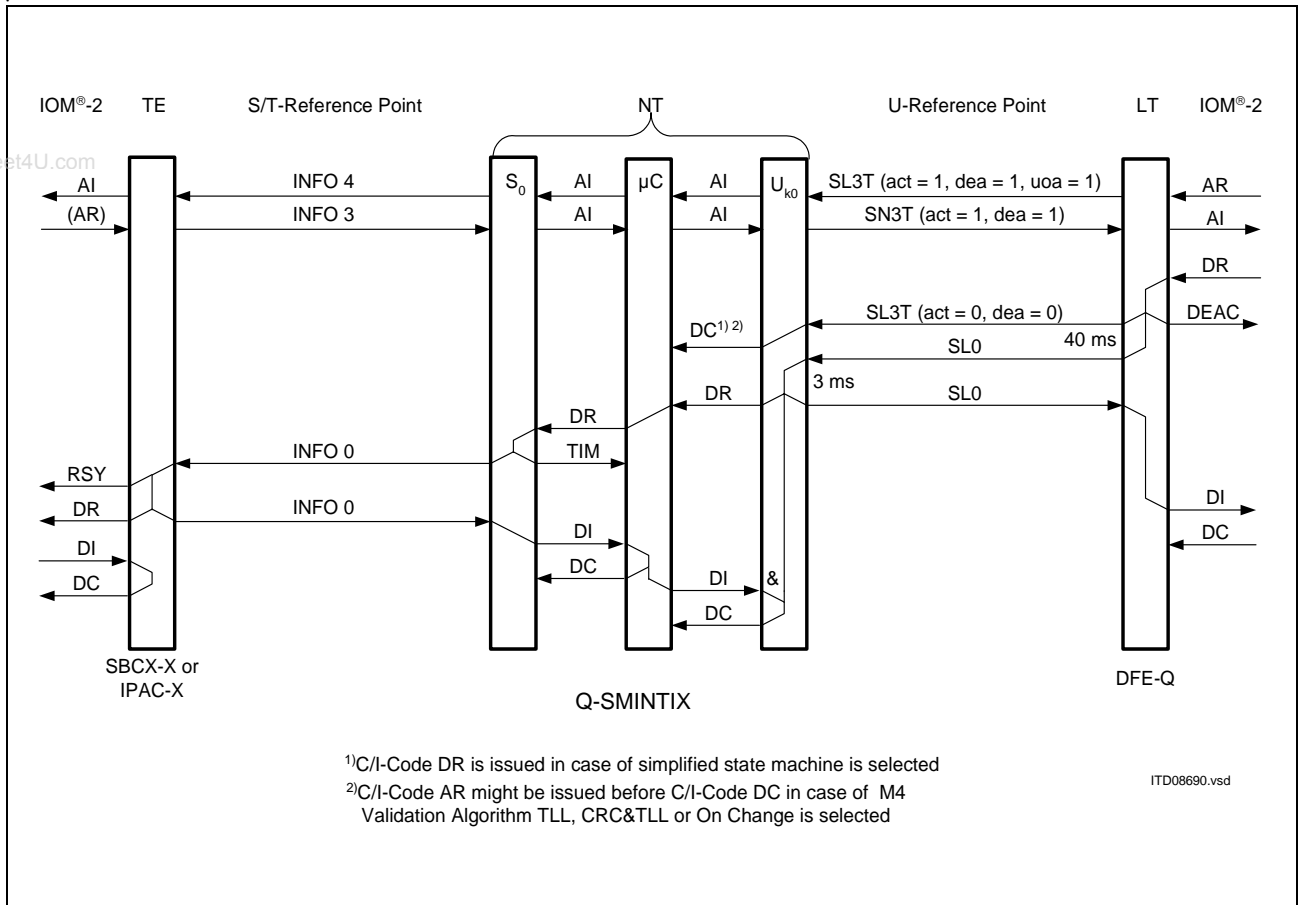 IOM®-2 TE S/T-Reference Point NT U-Reference Point LT IOM®-2
eet4U.com
S0 µC Uk0
AI INFO 4 AI AI SL3T (act = 1, dea = 1, uoa = 1) AR
(AR) INFO 3 AI AI SN3T (act = 1, dea = 1) AI
DR
SL3T (act = 0, dea = 0) DEAC
DC1) 2) 40 ms
SL0
3 ms
DR SL0
DR
INFO 0 TIM
RSY
DR INFO 0 DI
DI DI DC
DC DC DI &
DC
SBCX-X or
IPAC-X
DFE-Q
Q-SMINTIX
1)C/I-Code DR is issued in case of simplified state machine is selected
2)C/I-Code AR might be issued before C/I-Code DC in case of M4
Validation Algorithm TLL, CRC&TLL or On Change is selected
ITD08690.vsd